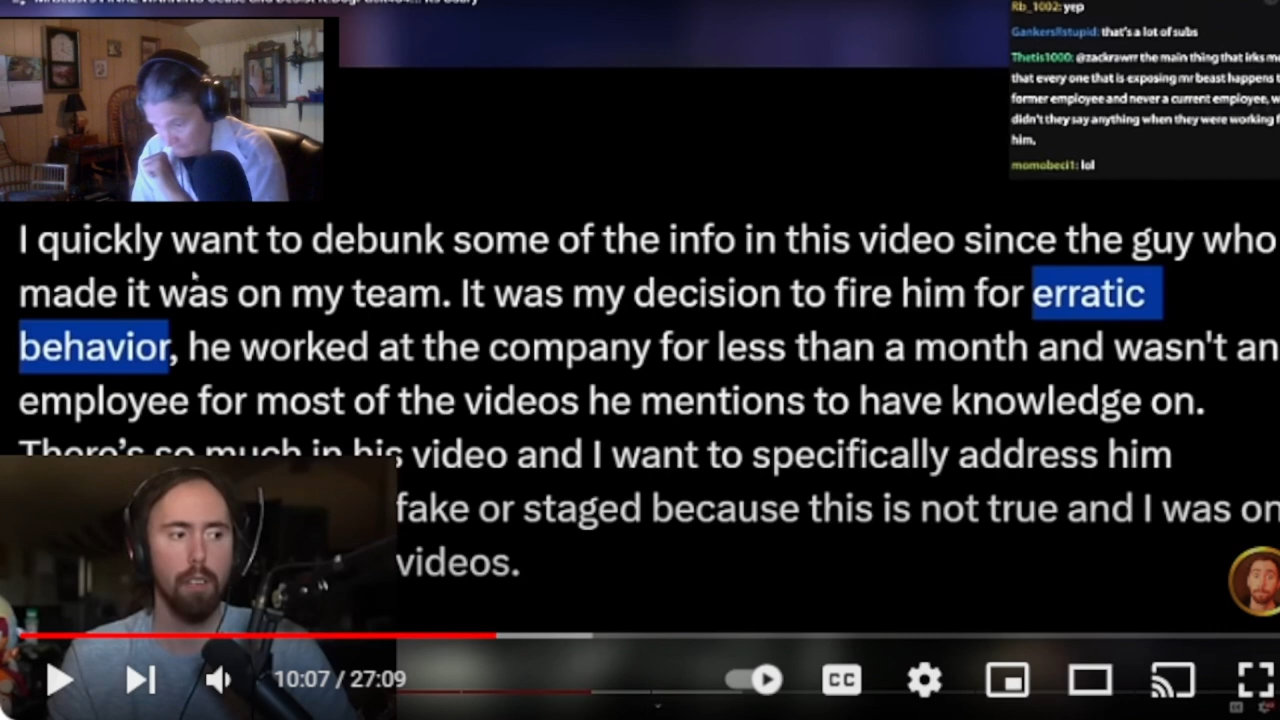 Rb_1002: yep
GankersRstupid: that's a lot of subs
Thetis1000: @zackrawrr the main thing that irks me
that every one that is exposing mr beast happens t
former employee and never a current employee, w
didn't they say anything when they were working f
him,
momobeci1: lol
I quickly want to debunk some of the info in this video since the guy who
made it was on my team. It was my decision to fire him for erratic
behavior, he worked at the company for less than a month and wasn't an
employee for most of the videos he mentions to have knowledge on.
There's so much in his video and I want to specifically address him
fake or staged because this is not true and I was on
videos.
10:07 / 27:09
CC